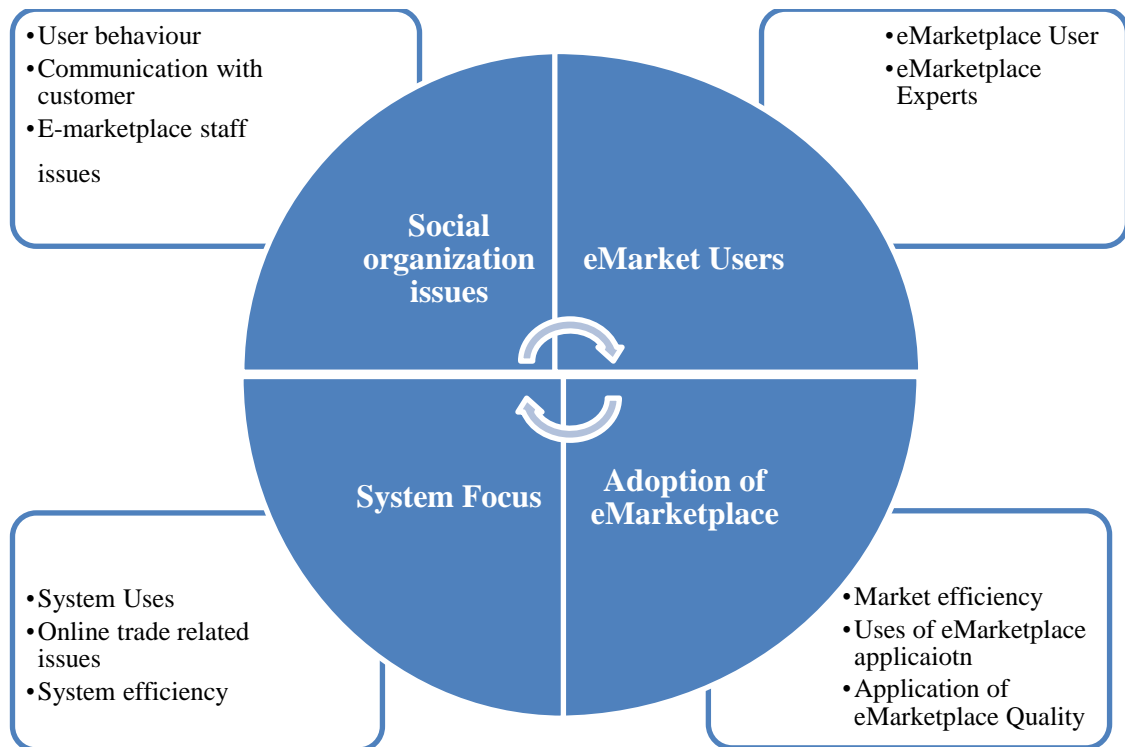 •User behaviour
•Communication with
customer
•E-marketplace staff
issues
•eMarketplace User
•eMarketplace
Experts
Social
organization
issues
eMarket Users
System Focus
Adoption of
eMarketplace
•System Uses
•Online trade related
issues
•System efficiency
•Market efficiency
•Uses of eMarketplace
applicaiotn
•Application of
eMarketplace Quality